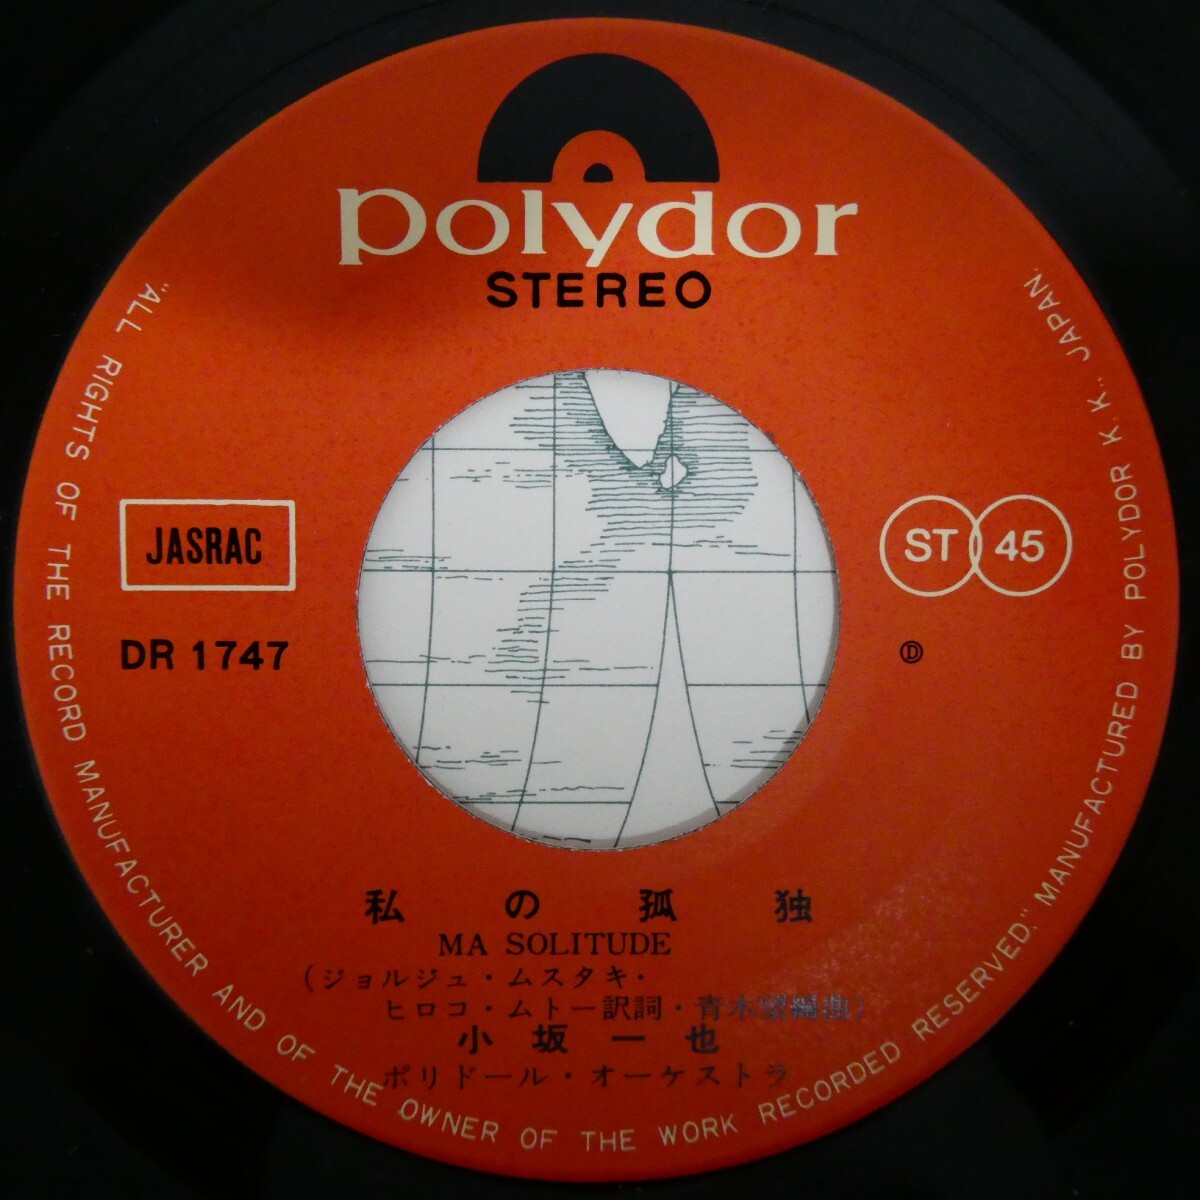 polydor
STEREO
JASRAC
ST 45
DR 1747
Ⓓ
私の孤独
MA SOLITUDE
(ジョルジュ・ムスタキ・
ヒロコ・ムトー訳詞・青木望編曲)
小坂一也
ポリドール・オーケストラ
"ALL RIGHTS OF THE RECORD MANUFACTURER AND OF THE OWNER OF THE WORK RECORDED RESERVED." MANUFACTURED BY POLYDOR K.K., JAPAN.